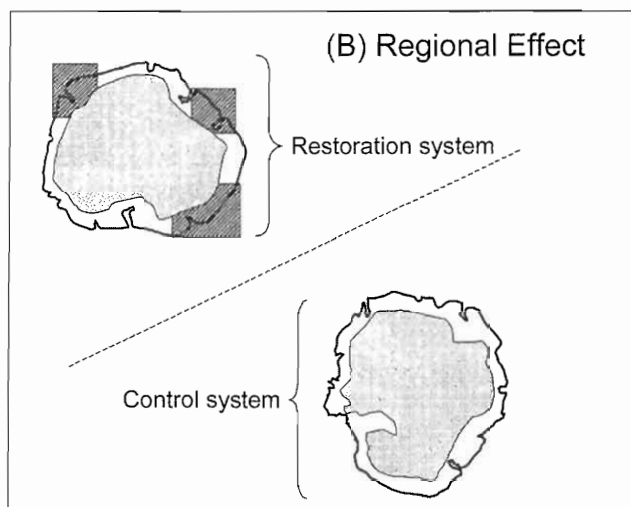 (B) Regional Effect
Restoration system
Control system